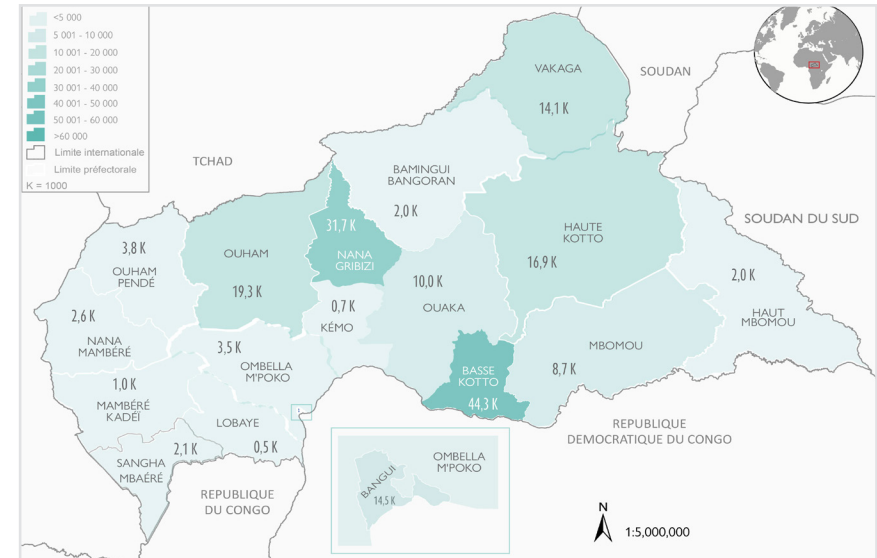 <5 000
5 001 - 10 000
10 001 - 20 000
20 001 - 30 000
30 001 - 40 000
40 001 - 50 000
50 001 - 60 000
>60 000
Limite internationale
Limite préfectorale
K = 1000
VAKAGA
14,1 K
SOUDAN
TCHAD
BAMINGUI
BANGORAN
2,0 K
SOUDAN DU SUD
31,7 K
NANA
GRIBIZI
HAUTE
KOTTO
16,9 K
3,8 K
OUHAM
PENDÉ
OUHAM
19,3 K
10,0 K
OUAKA
2,0 K
HAUT
MBOMOU
0,7 K
KÉMO
2,6 K
NANA
MAMBÉRÉ
3,5 K
OMBELLA
M'POKO
MBOMOU
8,7 K
BASSE
KOTTO
44,3 K
1,0 K
MAMBÉRÉ
KADÉÏ
LOBAYE
0,5 K
2,1 K
SANGHA
MBAÉRÉ
REPUBLIQUE
DEMOCRATIQUE DU CONGO
REPUBLIQUE
DU CONGO
OMBELLA
M'POKO
BANGUI
14,5 K
N
1:5,000,000